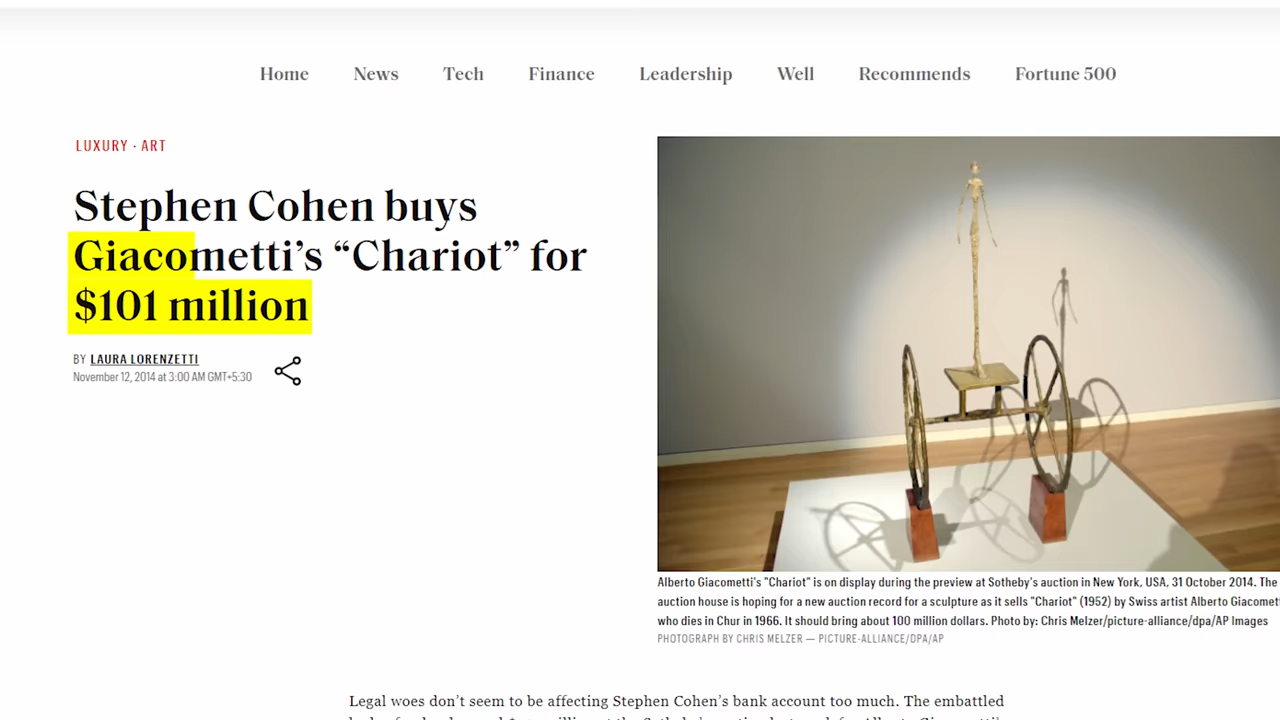 Home News Tech Finance Leadership Well Recommends Fortune 500
LUXURY · ART
Stephen Cohen buys
Giacometti’s “Chariot” for
$101 million
BY LAURA LORENZETTI
November 12, 2014 at 3:00 AM GMT+5:30
Alberto Giacometti's "Chariot" is on display during the preview at Sotheby's auction in New York, USA, 31 October 2014. The
auction house is hoping for a new auction record for a sculpture as it sells "Chariot" (1952) by Swiss artist Alberto
who dies in Chur in 1966. It should bring about 100 million dollars. Photo by: Chris Melzer/picture-alliance/dpa/AP Images
PHOTOGRAPH BY CHRIS MELZER — PICTURE-ALLIANCE/DPA/AP
Legal woes don’t seem to be affecting Stephen Cohen’s bank account too much. The embattled